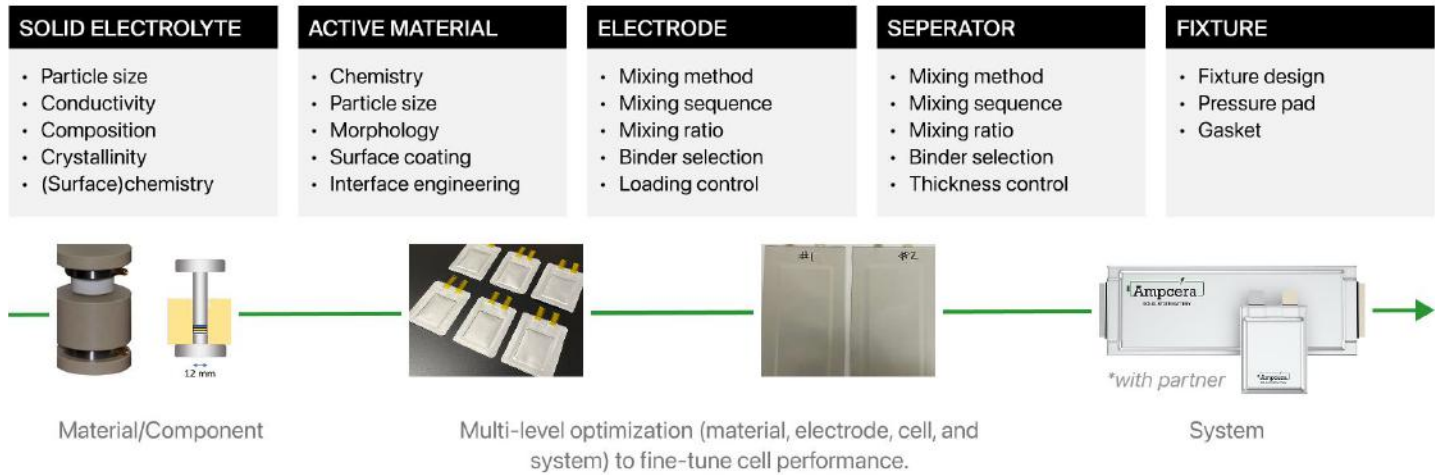 SOLID ELECTROLYTE
• Particle size
• Conductivity
• Composition
• Crystallinity
• (Surface)chemistry
ACTIVE MATERIAL
• Chemistry
• Particle size
• Morphology
• Surface coating
• Interface engineering
ELECTRODE
• Mixing method
• Mixing sequence
• Mixing ratio
• Binder selection
• Loading control
SEPERATOR
• Mixing method
• Mixing sequence
• Mixing ratio
• Binder selection
• Thickness control
FIXTURE
• Fixture design
• Pressure pad
• Gasket
12 mm
#1
#2
Ampcera
Ampcera
*with partner
Material/Component
Multi-level optimization (material, electrode, cell, and
system) to fine-tune cell performance.
System